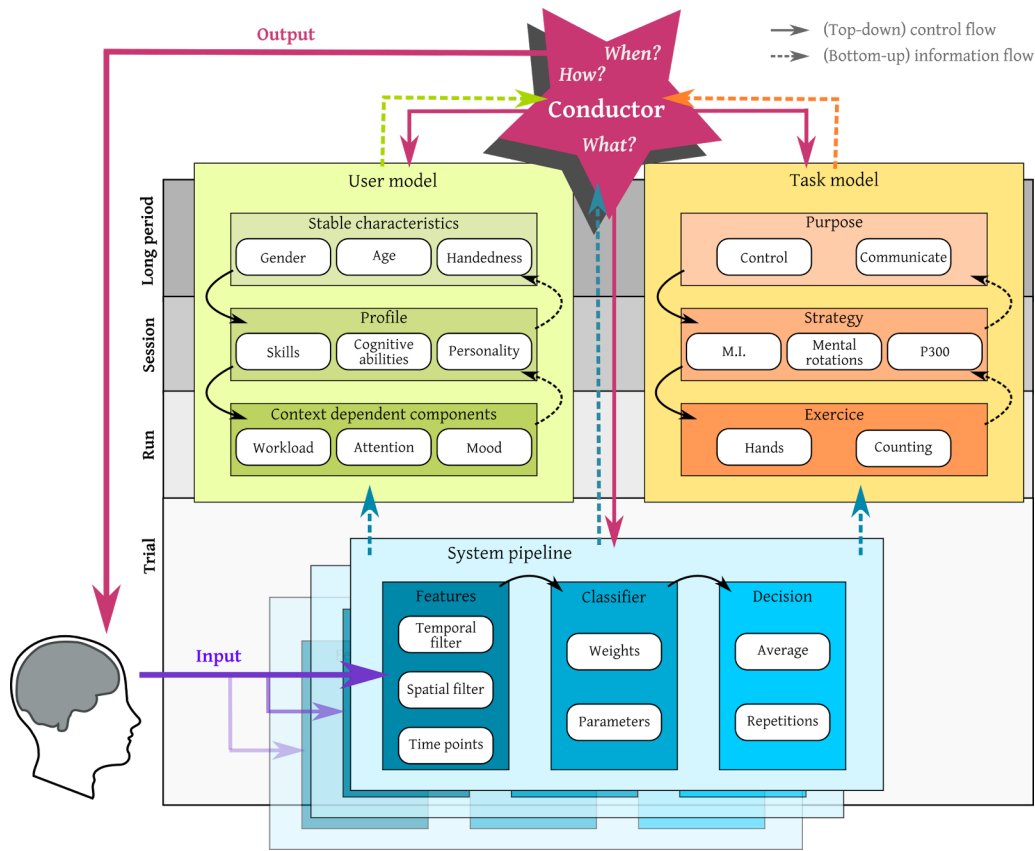 Output
When?
How?
Conductor
What?
(Top-down) control flow
(Bottom-up) information flow
Long period
Session
Run
Trial
User model
Stable characteristics
Gender
Age
Handedness
Profile
Skills
Cognitive
abilities
Personality
Context dependent components
Workload
Attention
Mood
Task model
Purpose
Control
Communicate
Strategy
M.I.
Mental
rotations
P300
Exercice
Hands
Counting
System pipeline
Features
Temporal
filter
Spatial filter
Time points
Classifier
Weights
Parameters
Decision
Average
Repetitions
Input